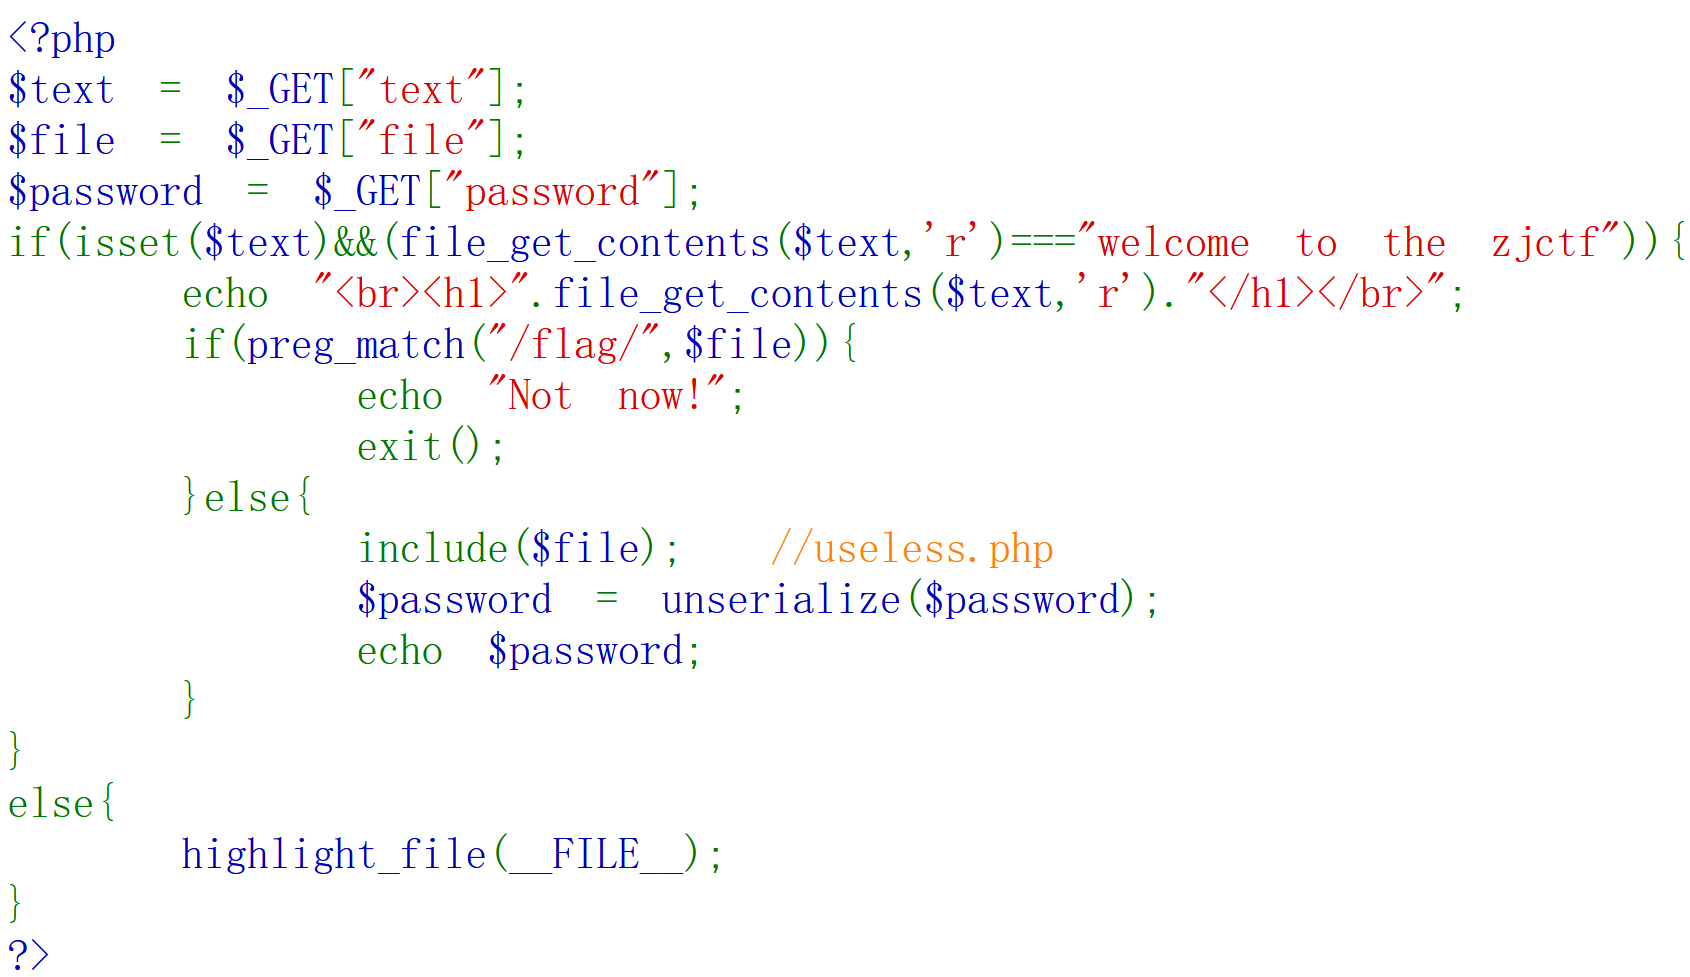 <?php
$text = $_GET["text"];
$file = $_GET["file"];
$password = $_GET["password"];
if(isset($text)&&(file_get_contents($text,'r')==="welcome to the zjctf")){
echo "<br><h1>".file_get_contents($text,'r')."</h1></br>";
if(preg_match("/flag/",$file)){
echo "Not now!";
exit();
}else{
include($file); //useless.php
$password = unserialize($password);
echo $password;
}
}
else{
highlight_file(__FILE__);
}
?>